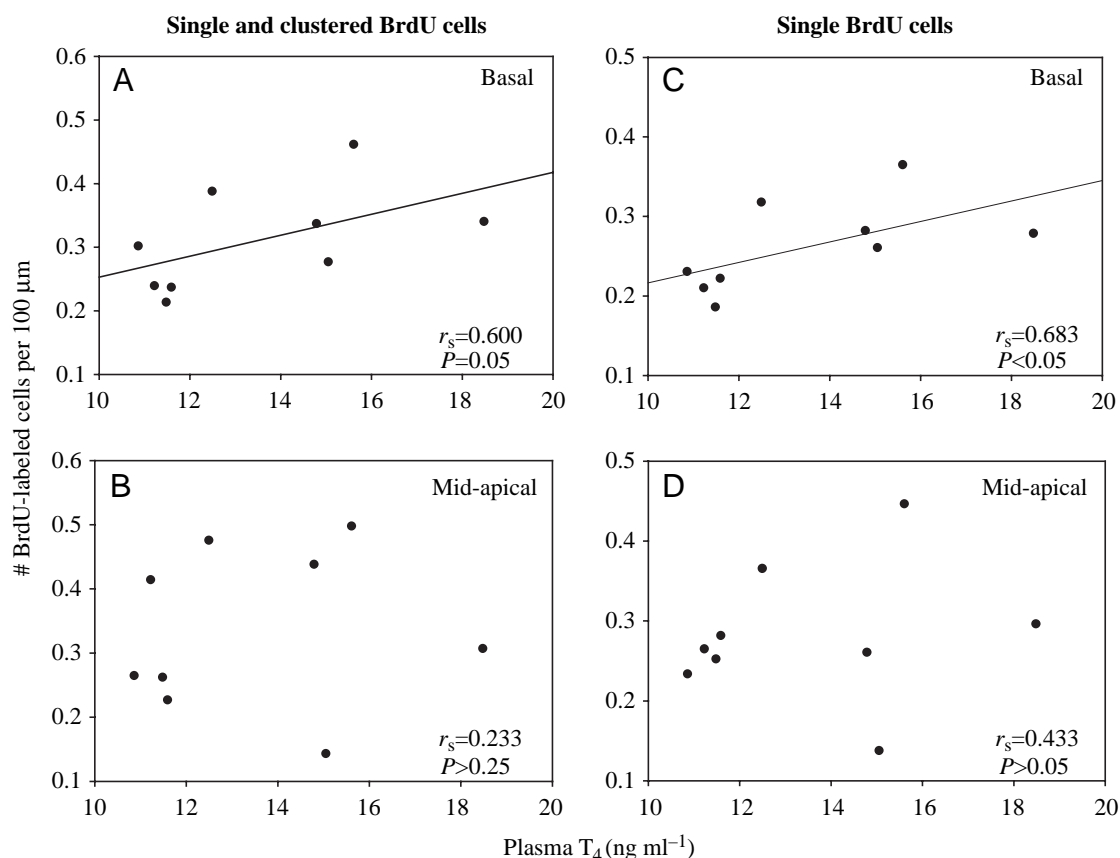 Single and clustered BrdU cells
Single BrdU cells
# BrdU-labeled cells per 100 μm
A
Basal
0.6
0.5
0.4
0.3
0.2
0.1
10 12 14 16 18 20
rs=0.600
P=0.05
C
Basal
0.5
0.4
0.3
0.2
0.1
10 12 14 16 18 20
rs=0.683
P<0.05
B
Mid-apical
0.6
0.5
0.4
0.3
0.2
0.1
10 12 14 16 18 20
rs=0.233
P>0.25
D
Mid-apical
0.5
0.4
0.3
0.2
0.1
10 12 14 16 18 20
rs=0.433
P>0.05
Plasma T4 (ng ml–1)